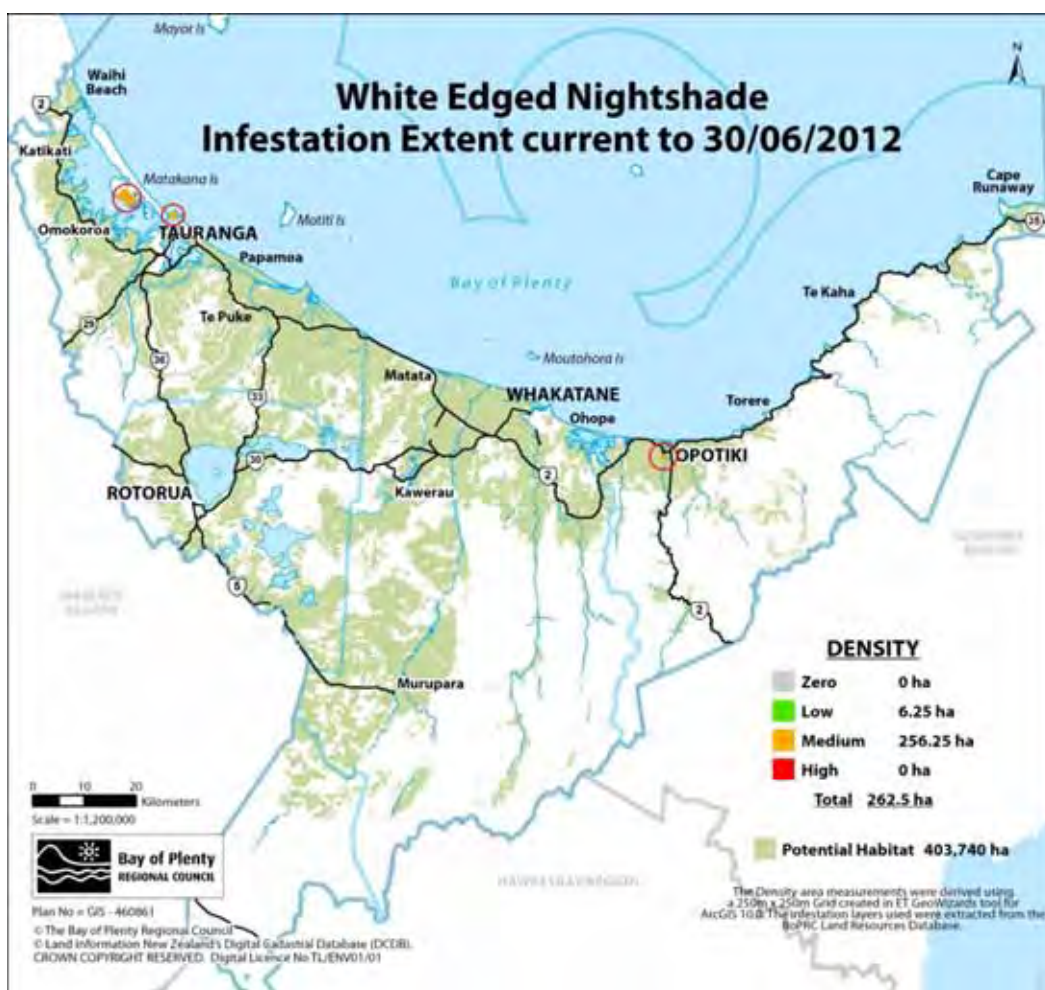 Mayor Is
N
Waihi
Beach
White Edged Nightshade
Infestation Extent current to 30/06/2012
2
Katikati
Cape
Runaway
Matakana Is
35
Motiti Is
Omokoroa
TAURANGA
Papamoa
Bay of Plenty
Te Kaha
Te Puke
29
36
Moutohora Is
Matata
WHAKATANE
33
Torere
Ohope
OPOTIKI
30
2
ROTORUA
Kawerau
5
2
Murupara
DENSITY
Zero 0 ha
Low 6.25 ha
Medium 256.25 ha
High 0 ha
Total 262.5 ha
0 10 20
Kilometers
Scale = 1:1,200,000
Bay of Plenty
REGIONAL COUNCIL
Potential Habitat 403,740 ha
Plan No = GIS - 460861
© The Bay of Plenty Regional Council
© Land Information New Zealand's Digital Cadastral Database (DCDB).
CROWN COPYRIGHT RESERVED. Digital Licence No TL/ENV01/01
The Density area measurements were derived using
a 250m x 250m Grid created in ET GeoWizards tool for
ArcGIS 10.0. The infestation layers used were extracted from the
BoPRC Land Resources Database.